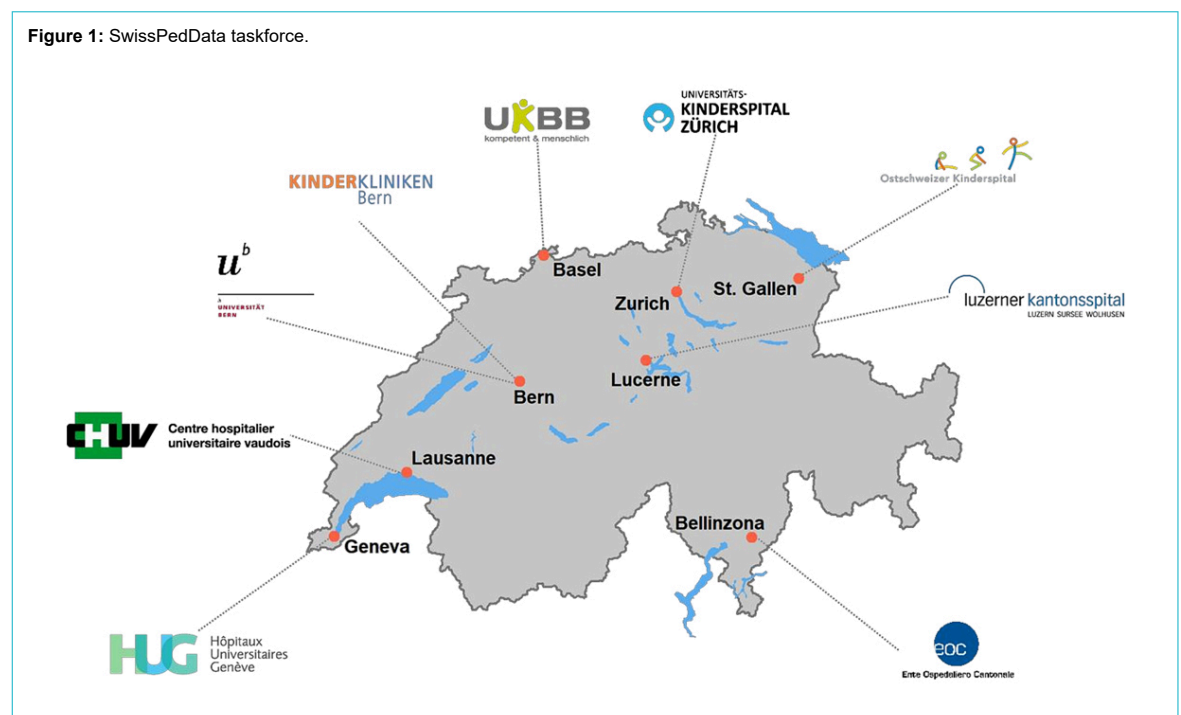 Figure 1: SwissPedData taskforce.
UNIVERSITÄTS-
KINDERSPITAL
ZÜRICH
UKBB
kompetent & menschlich
Ostschweizer Kinderspital
KINDERKLINIKEN
Bern
u^b
UNIVERSITÄT
BERN
Basel
St. Gallen
Zurich
luzerner kantonsspital
LUZERN SURSEE WOLHUSEN
Lucerne
Bern
CHUV
Centre hospitalier
universitaire vaudois
Lausanne
Bellinzona
Geneva
HUG
Hôpitaux
Universitaires
Genève
eoc
Ente Ospedaliero Cantonale